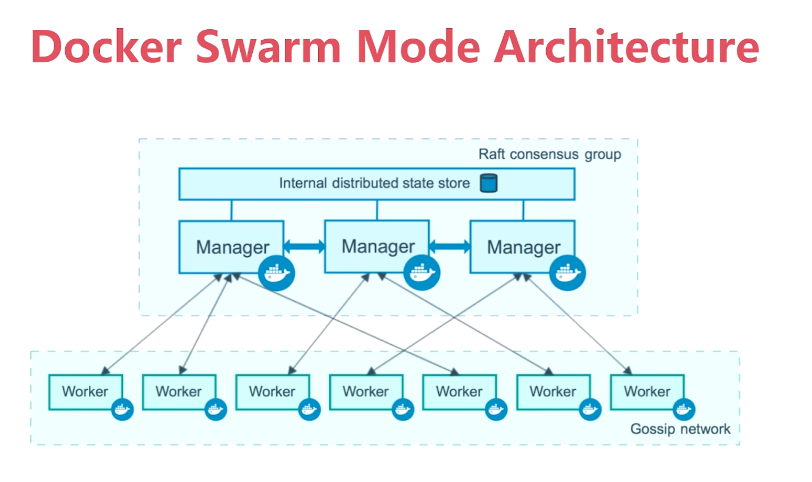 Docker Swarm Mode Architecture
Raft consensus group
Internal distributed state store
Manager
Manager
Manager
Worker
Worker
Worker
Worker
Worker
Worker
Worker
Gossip network